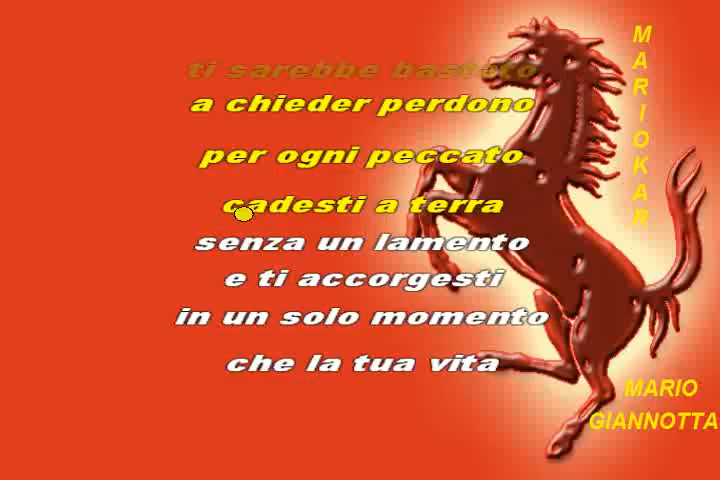 ti sarebbe bastato
a chieder perdono
per ogni peccato
cadesti a terra
senza un lamento
e ti accorgesti
in un solo momento
che la tua vita
MARIOKAR
MARIO
GIANNOTTA